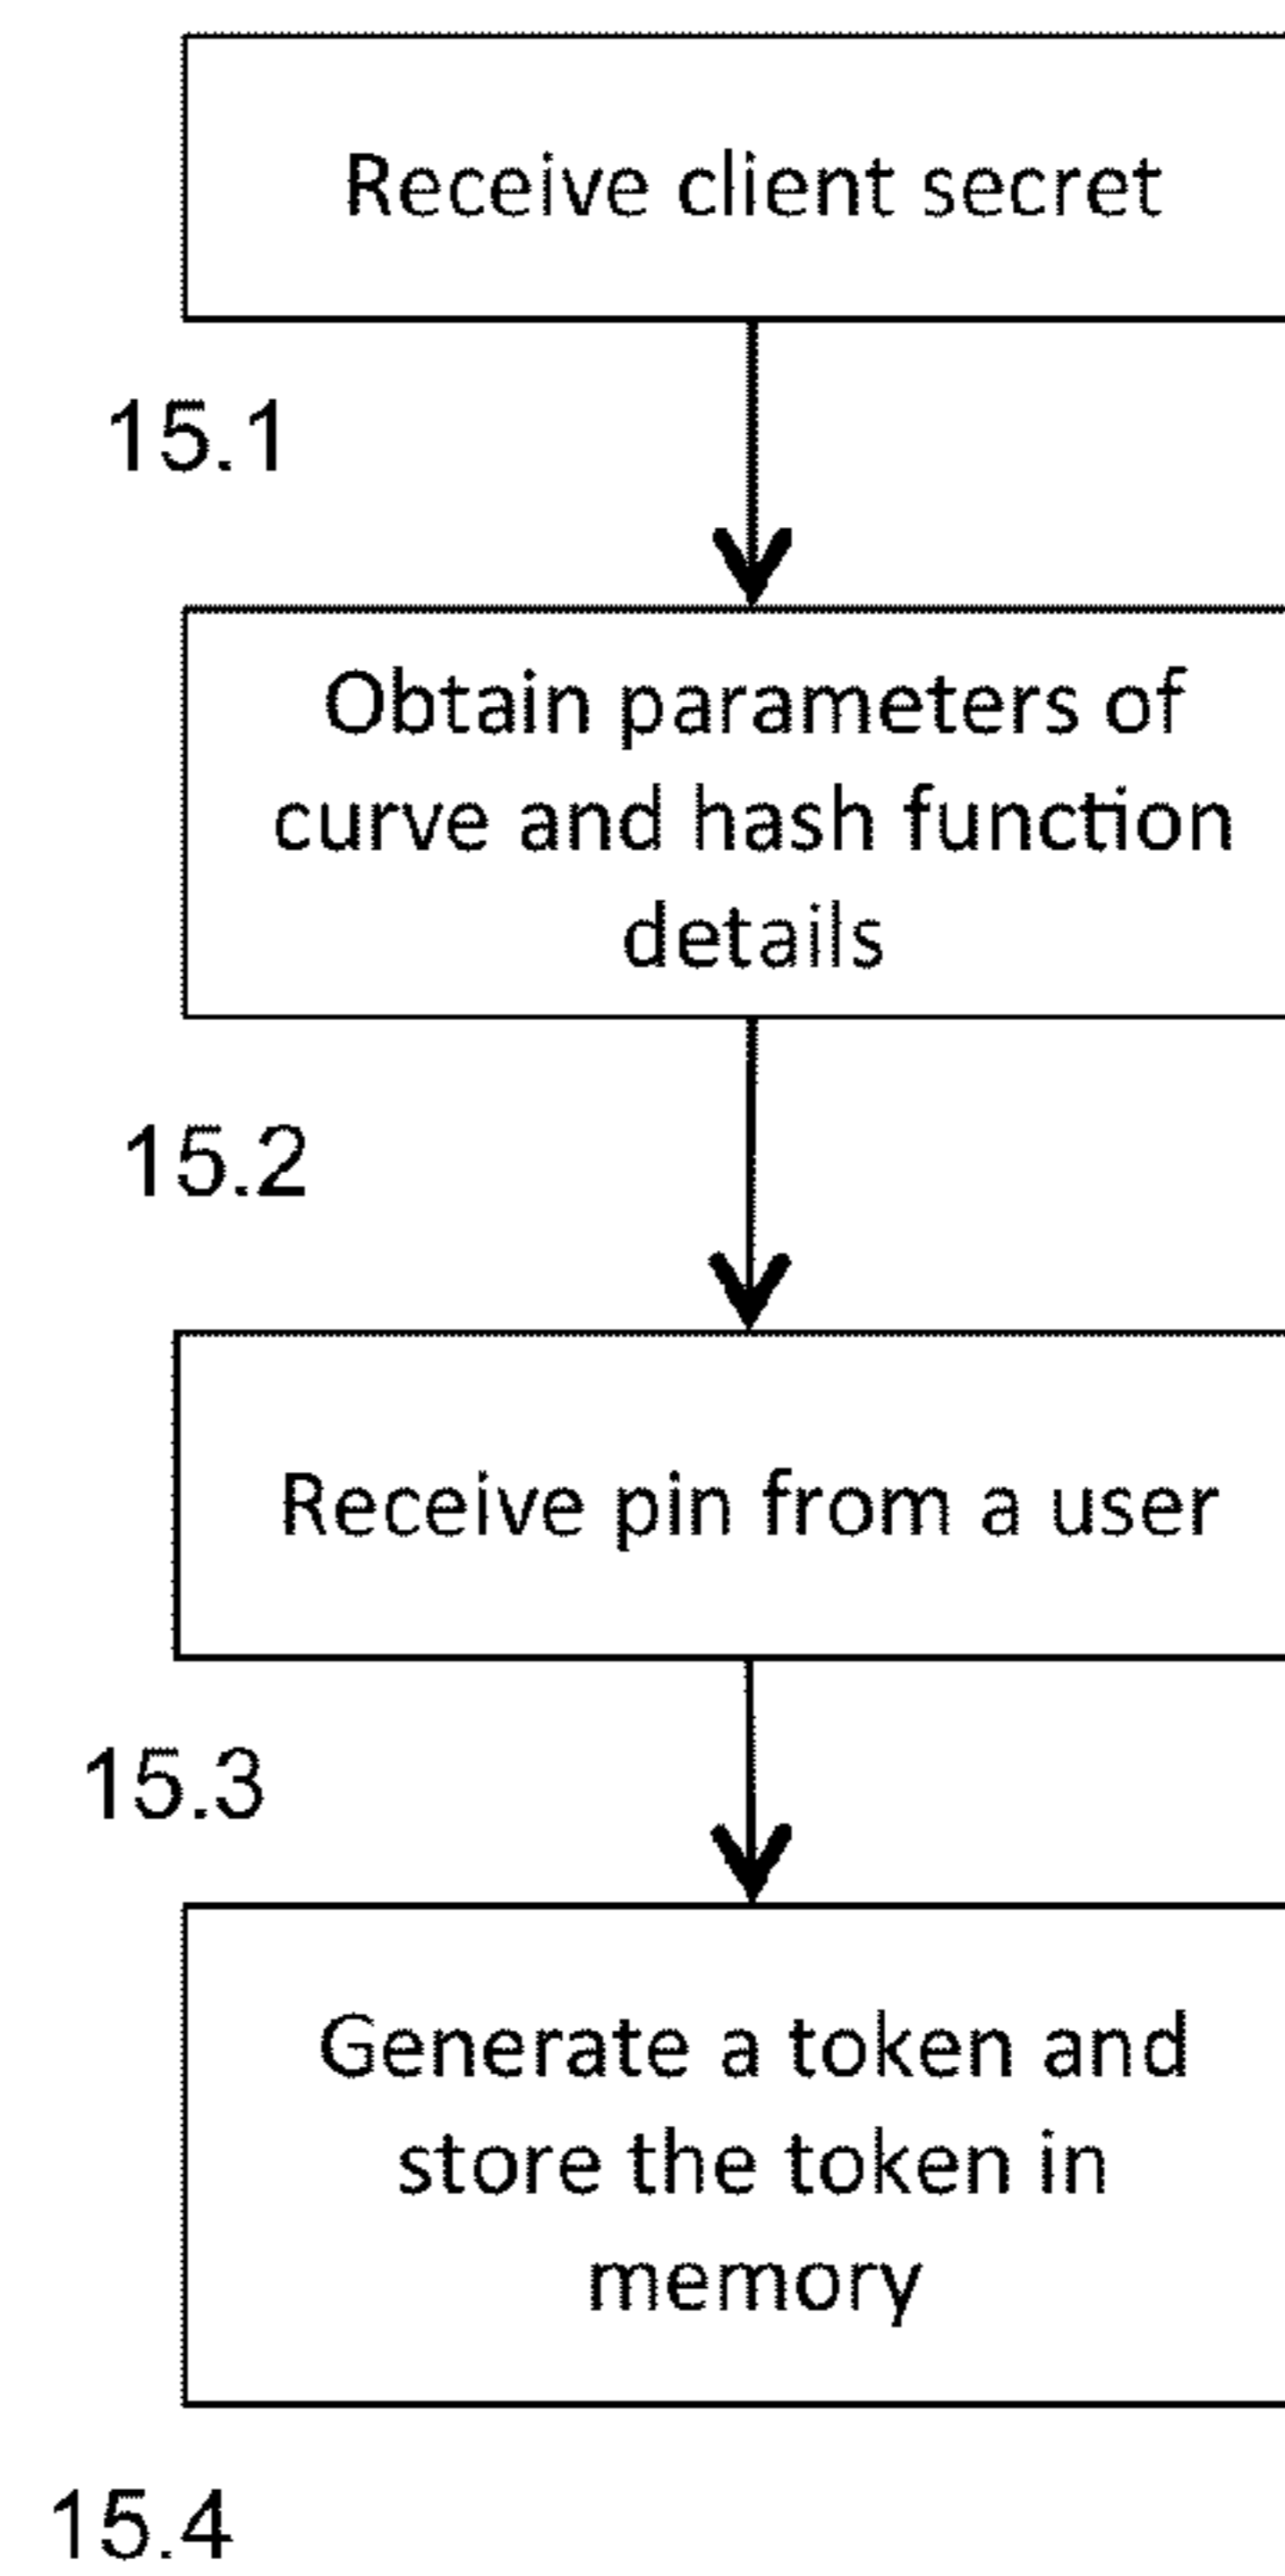 Receive client secret
15.1
Obtain parameters of
curve and hash function
details
15.2
Receive pin from a user
15.3
Generate a token and
store the token in
memory
15.4